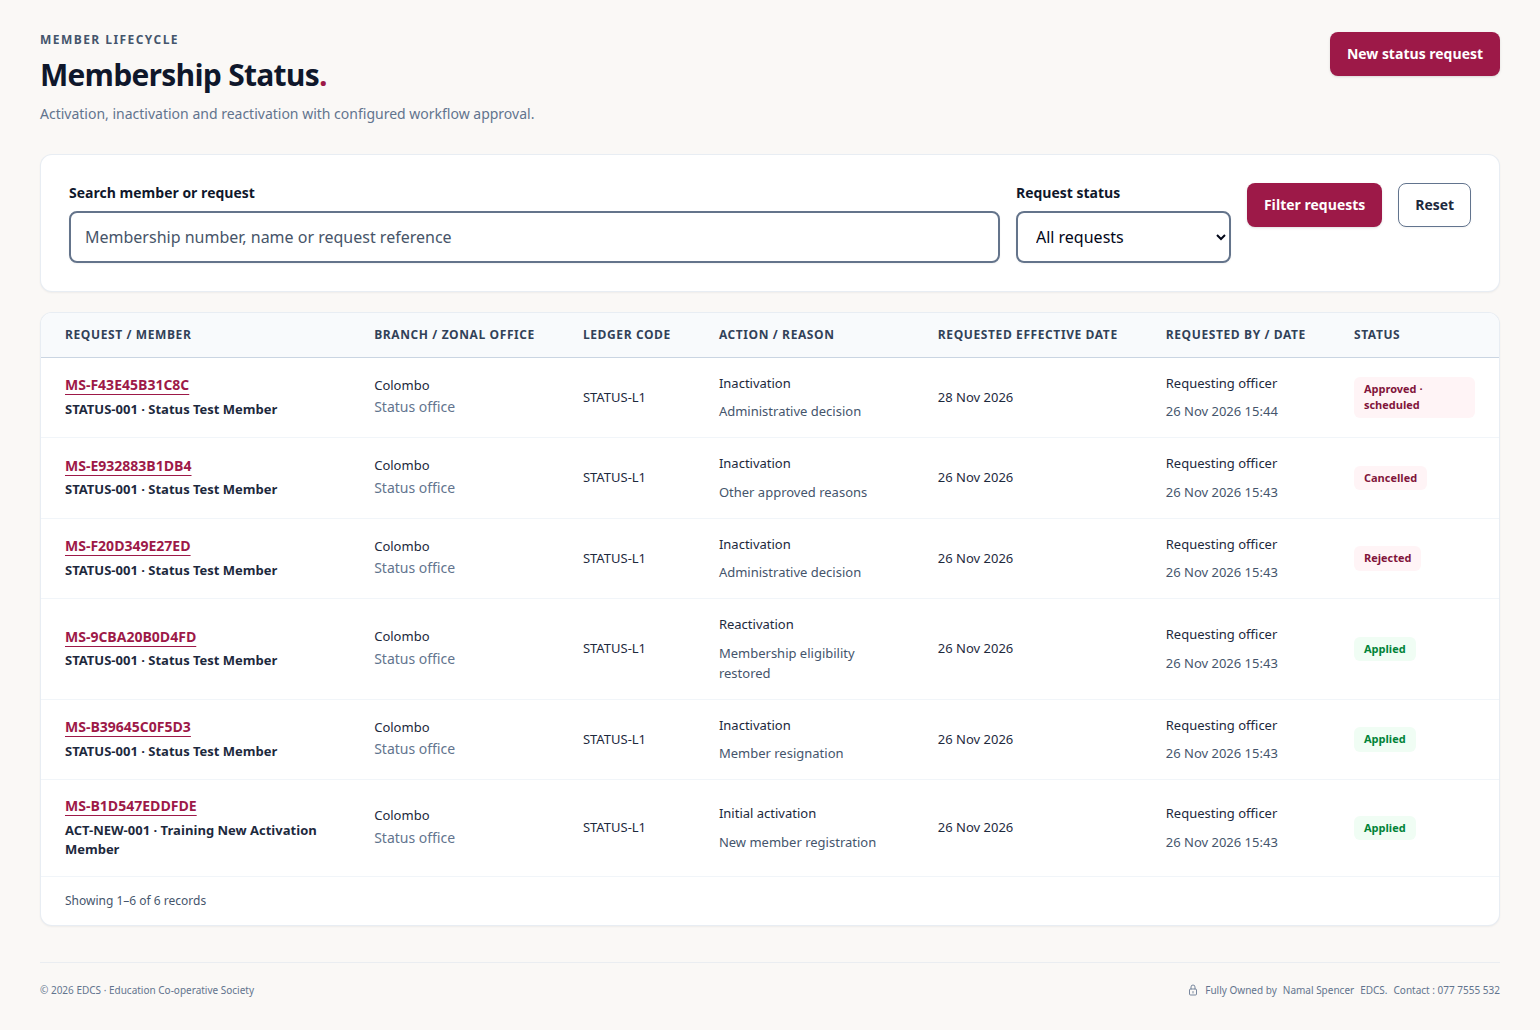 MEMBER LIFECYCLE
Membership Status.
Activation, inactivation and reactivation with configured workflow approval.
New status request
Search member or request
Membership number, name or request reference
Request status
All requests
Filter requests
Reset
REQUEST / MEMBER BRANCH / ZONAL OFFICE LEDGER CODE ACTION / REASON REQUESTED EFFECTIVE DATE REQUESTED BY / DATE STATUS
MS-F43E45B31C8C
STATUS-001 · Status Test Member
Colombo
Status office
STATUS-L1
Inactivation
Administrative decision
28 Nov 2026
Requesting officer
26 Nov 2026 15:44
Approved ·
scheduled
MS-E932883B1DB4
STATUS-001 · Status Test Member
Colombo
Status office
STATUS-L1
Inactivation
Other approved reasons
26 Nov 2026
Requesting officer
26 Nov 2026 15:43
Cancelled
MS-F20D349E27ED
STATUS-001 · Status Test Member
Colombo
Status office
STATUS-L1
Inactivation
Administrative decision
26 Nov 2026
Requesting officer
26 Nov 2026 15:43
Rejected
MS-9CBA20B0D4FD
STATUS-001 · Status Test Member
Colombo
Status office
STATUS-L1
Reactivation
Membership eligibility
restored
26 Nov 2026
Requesting officer
26 Nov 2026 15:43
Applied
MS-B39645C0F5D3
STATUS-001 · Status Test Member
Colombo
Status office
STATUS-L1
Inactivation
Member resignation
26 Nov 2026
Requesting officer
26 Nov 2026 15:43
Applied
MS-B1D547EDDFDE
ACT-NEW-001 · Training New Activation
Member
Colombo
Status office
STATUS-L1
Initial activation
New member registration
26 Nov 2026
Requesting officer
26 Nov 2026 15:43
Applied
Showing 1–6 of 6 records
© 2026 EDCS · Education Co-operative Society
Fully Owned by Namal Spencer EDCS. Contact : 077 7555 532